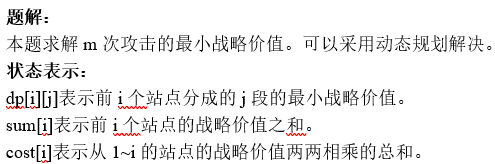 题解：
本题求解 m 次攻击的最小战略价值。可以采用动态规划解决。
状态表示：
dp[i][j]表示前 i 个站点分成的 j 段的最小战略价值。
sum[i]表示前 i 个站点的战略价值之和。
cost[i]表示从 1~i 的站点的战略价值两两相乘的总和。